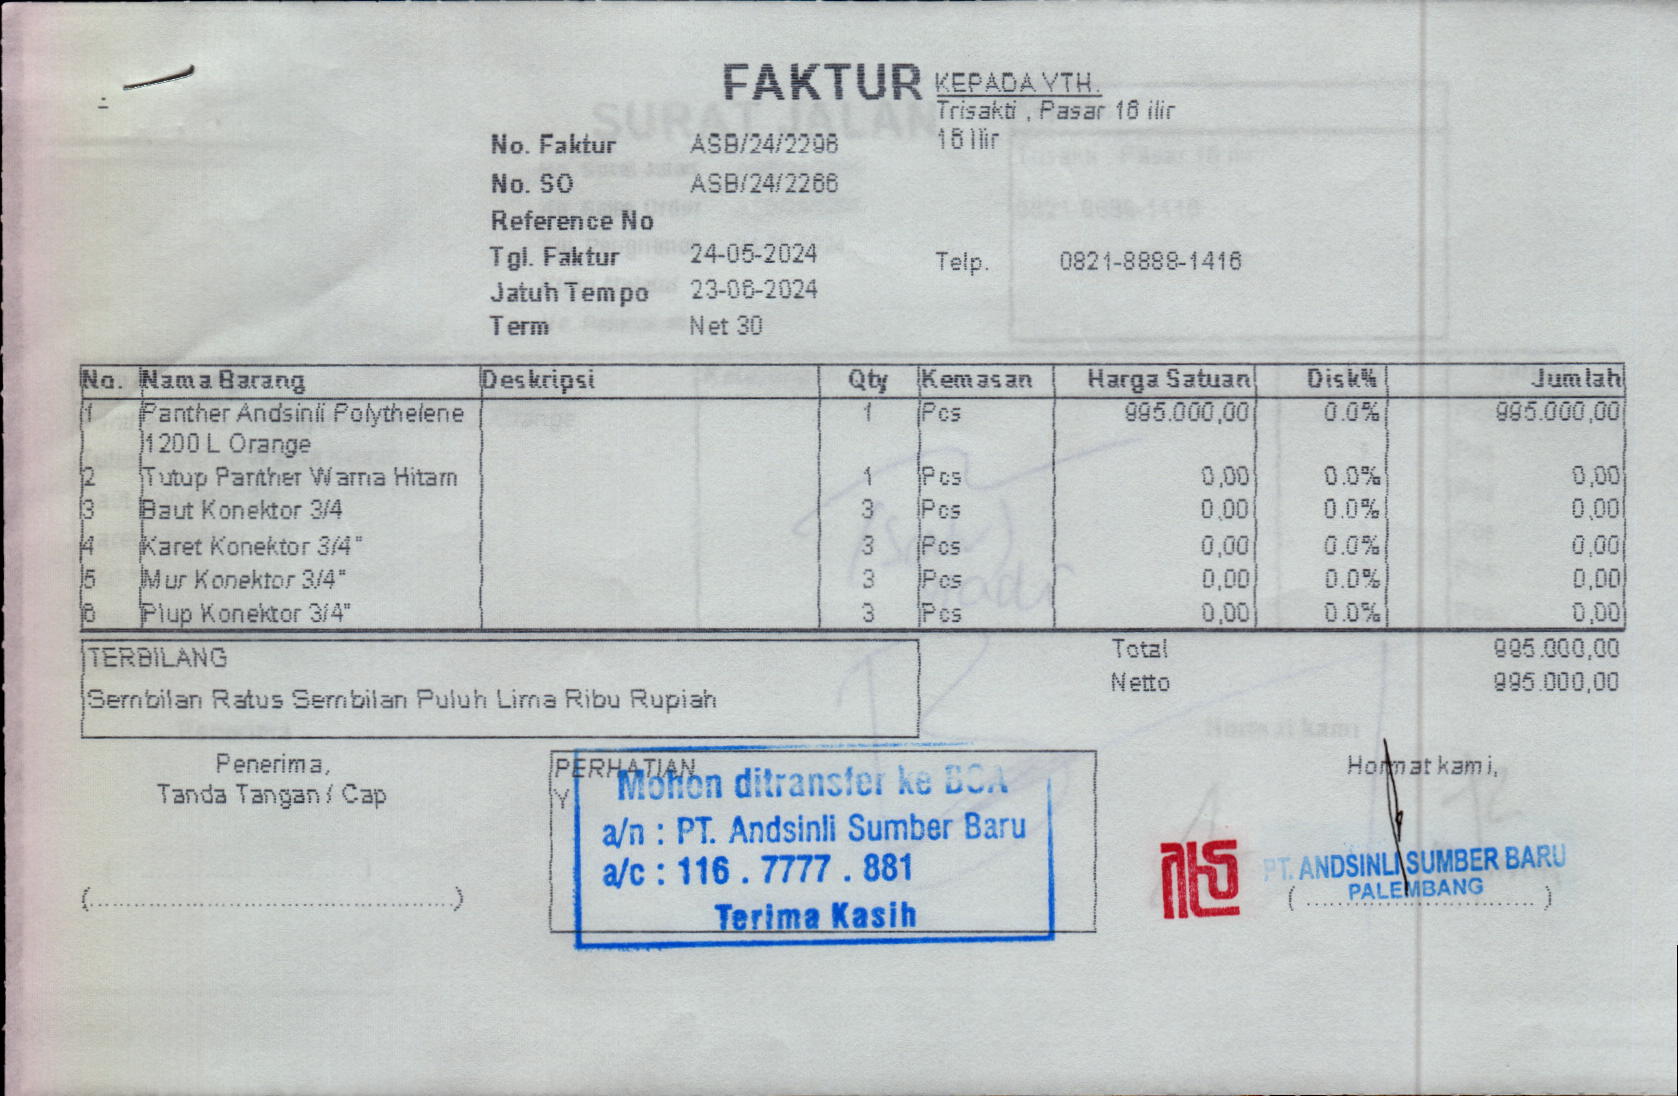 FAKTUR
KEPADA YTH.
Trisakti , Pasar 16 ilir
16 Ilir
No. Faktur ASB/24/2296
No. SO ASB/24/2266
Reference No
Tgl. Faktur 24-05-2024
Telp. 0821-8888-1416
Jatuh Tempo 23-06-2024
Term Net 30
No. Nama Barang Deskripsi Qty Kemasan Harga Satuan Disk% Jumlah
1 Panther Andsinli Polythelene 1 Pcs 995.000,00 0.0% 995.000,00
1200 L Orange
2 Tutup Panther Warna Hitam 1 Pcs 0,00 0.0% 0,00
3 Baut Konektor 3/4 3 Pcs 0,00 0.0% 0,00
4 Karet Konektor 3/4" 3 Pcs 0,00 0.0% 0,00
5 Mur Konektor 3/4" 3 Pcs 0,00 0.0% 0,00
6 Plup Konektor 3/4" 3 Pcs 0,00 0.0% 0,00
Total 995.000,00
Netto 995.000,00
TERBILANG
Sembilan Ratus Sembilan Puluh Lima Ribu Rupiah
Penerima,
Tanda Tangan / Cap
(..................................................)
PERHATIAN
Y
Mohon ditransfer ke BCA
a/n : PT. Andsinli Sumber Baru
a/c : 116 . 7777 . 881
Terima Kasih
Hormat kami,
PT. ANDSINLI SUMBER BARU
PALEMBANG
( ................................ )